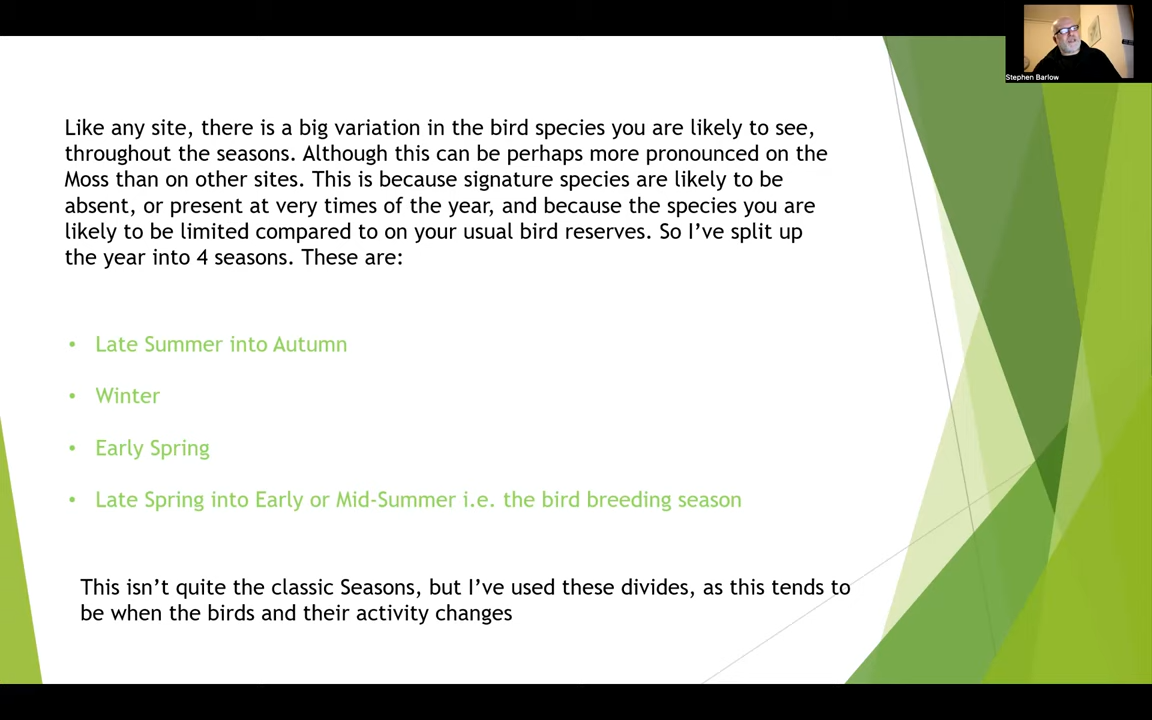 Stephen Barlow
Like any site, there is a big variation in the bird species you are likely to see,
throughout the seasons. Although this can be perhaps more pronounced on the
Moss than on other sites. This is because signature species are likely to be
absent, or present at very times of the year, and because the species you are
likely to be limited compared to on your usual bird reserves. So I’ve split up
the year into 4 seasons. These are:
• Late Summer into Autumn
• Winter
• Early Spring
• Late Spring into Early or Mid-Summer i.e. the bird breeding season
This isn’t quite the classic Seasons, but I’ve used these divides, as this tends to
be when the birds and their activity changes